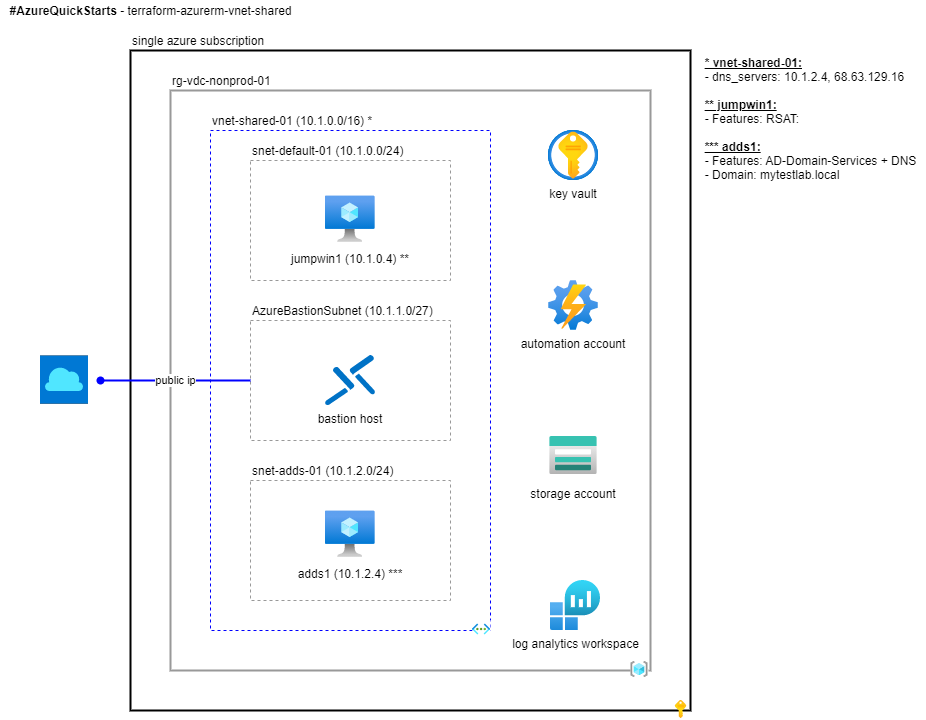 #AzureQuickStarts - terraform-azurerm-vnet-shared
single azure subscription
rg-vdc-nonprod-01
vnet-shared-01 (10.1.0.0/16) *
snet-default-01 (10.1.0.0/24)
jumpwin1 (10.1.0.4) **
AzureBastionSubnet (10.1.1.0/27)
public ip
bastion host
snet-adds-01 (10.1.2.0/24)
adds1 (10.1.2.4) ***
key vault
automation account
storage account
log analytics workspace
* vnet-shared-01:
- dns_servers: 10.1.2.4, 68.63.129.16
** jumpwin1:
- Features: RSAT:
*** adds1:
- Features: AD-Domain-Services + DNS
- Domain: mytestlab.local